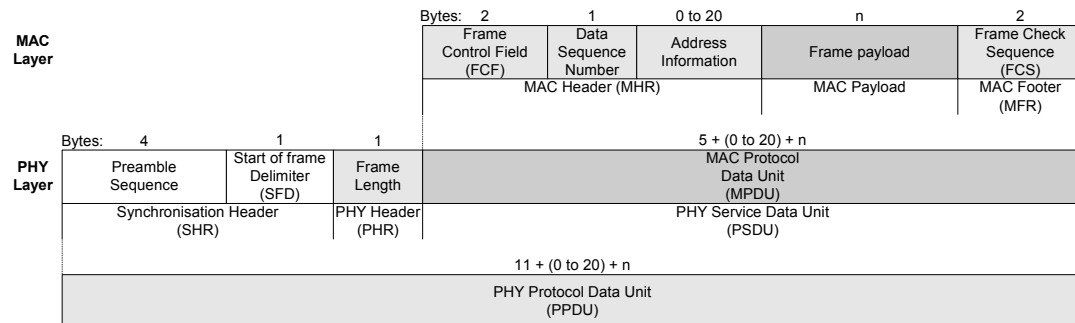 Bytes: 2 1 0 to 20 n 2
MAC
Layer
Frame
Control Field
(FCF)
Data
Sequence
Number
Address
Information
Frame payload
Frame Check
Sequence
(FCS)
MAC Header (MHR)
MAC Payload
MAC Footer
(MFR)
Bytes: 4 1 1 5 + (0 to 20) + n
PHY
Layer
Preamble
Sequence
Start of frame
Delimiter
(SFD)
Frame
Length
MAC Protocol
Data Unit
(MPDU)
Synchronisation Header
(SHR)
PHY Header
(PHR)
PHY Service Data Unit
(PSDU)
11 + (0 to 20) + n
PHY Protocol Data Unit
(PPDU)